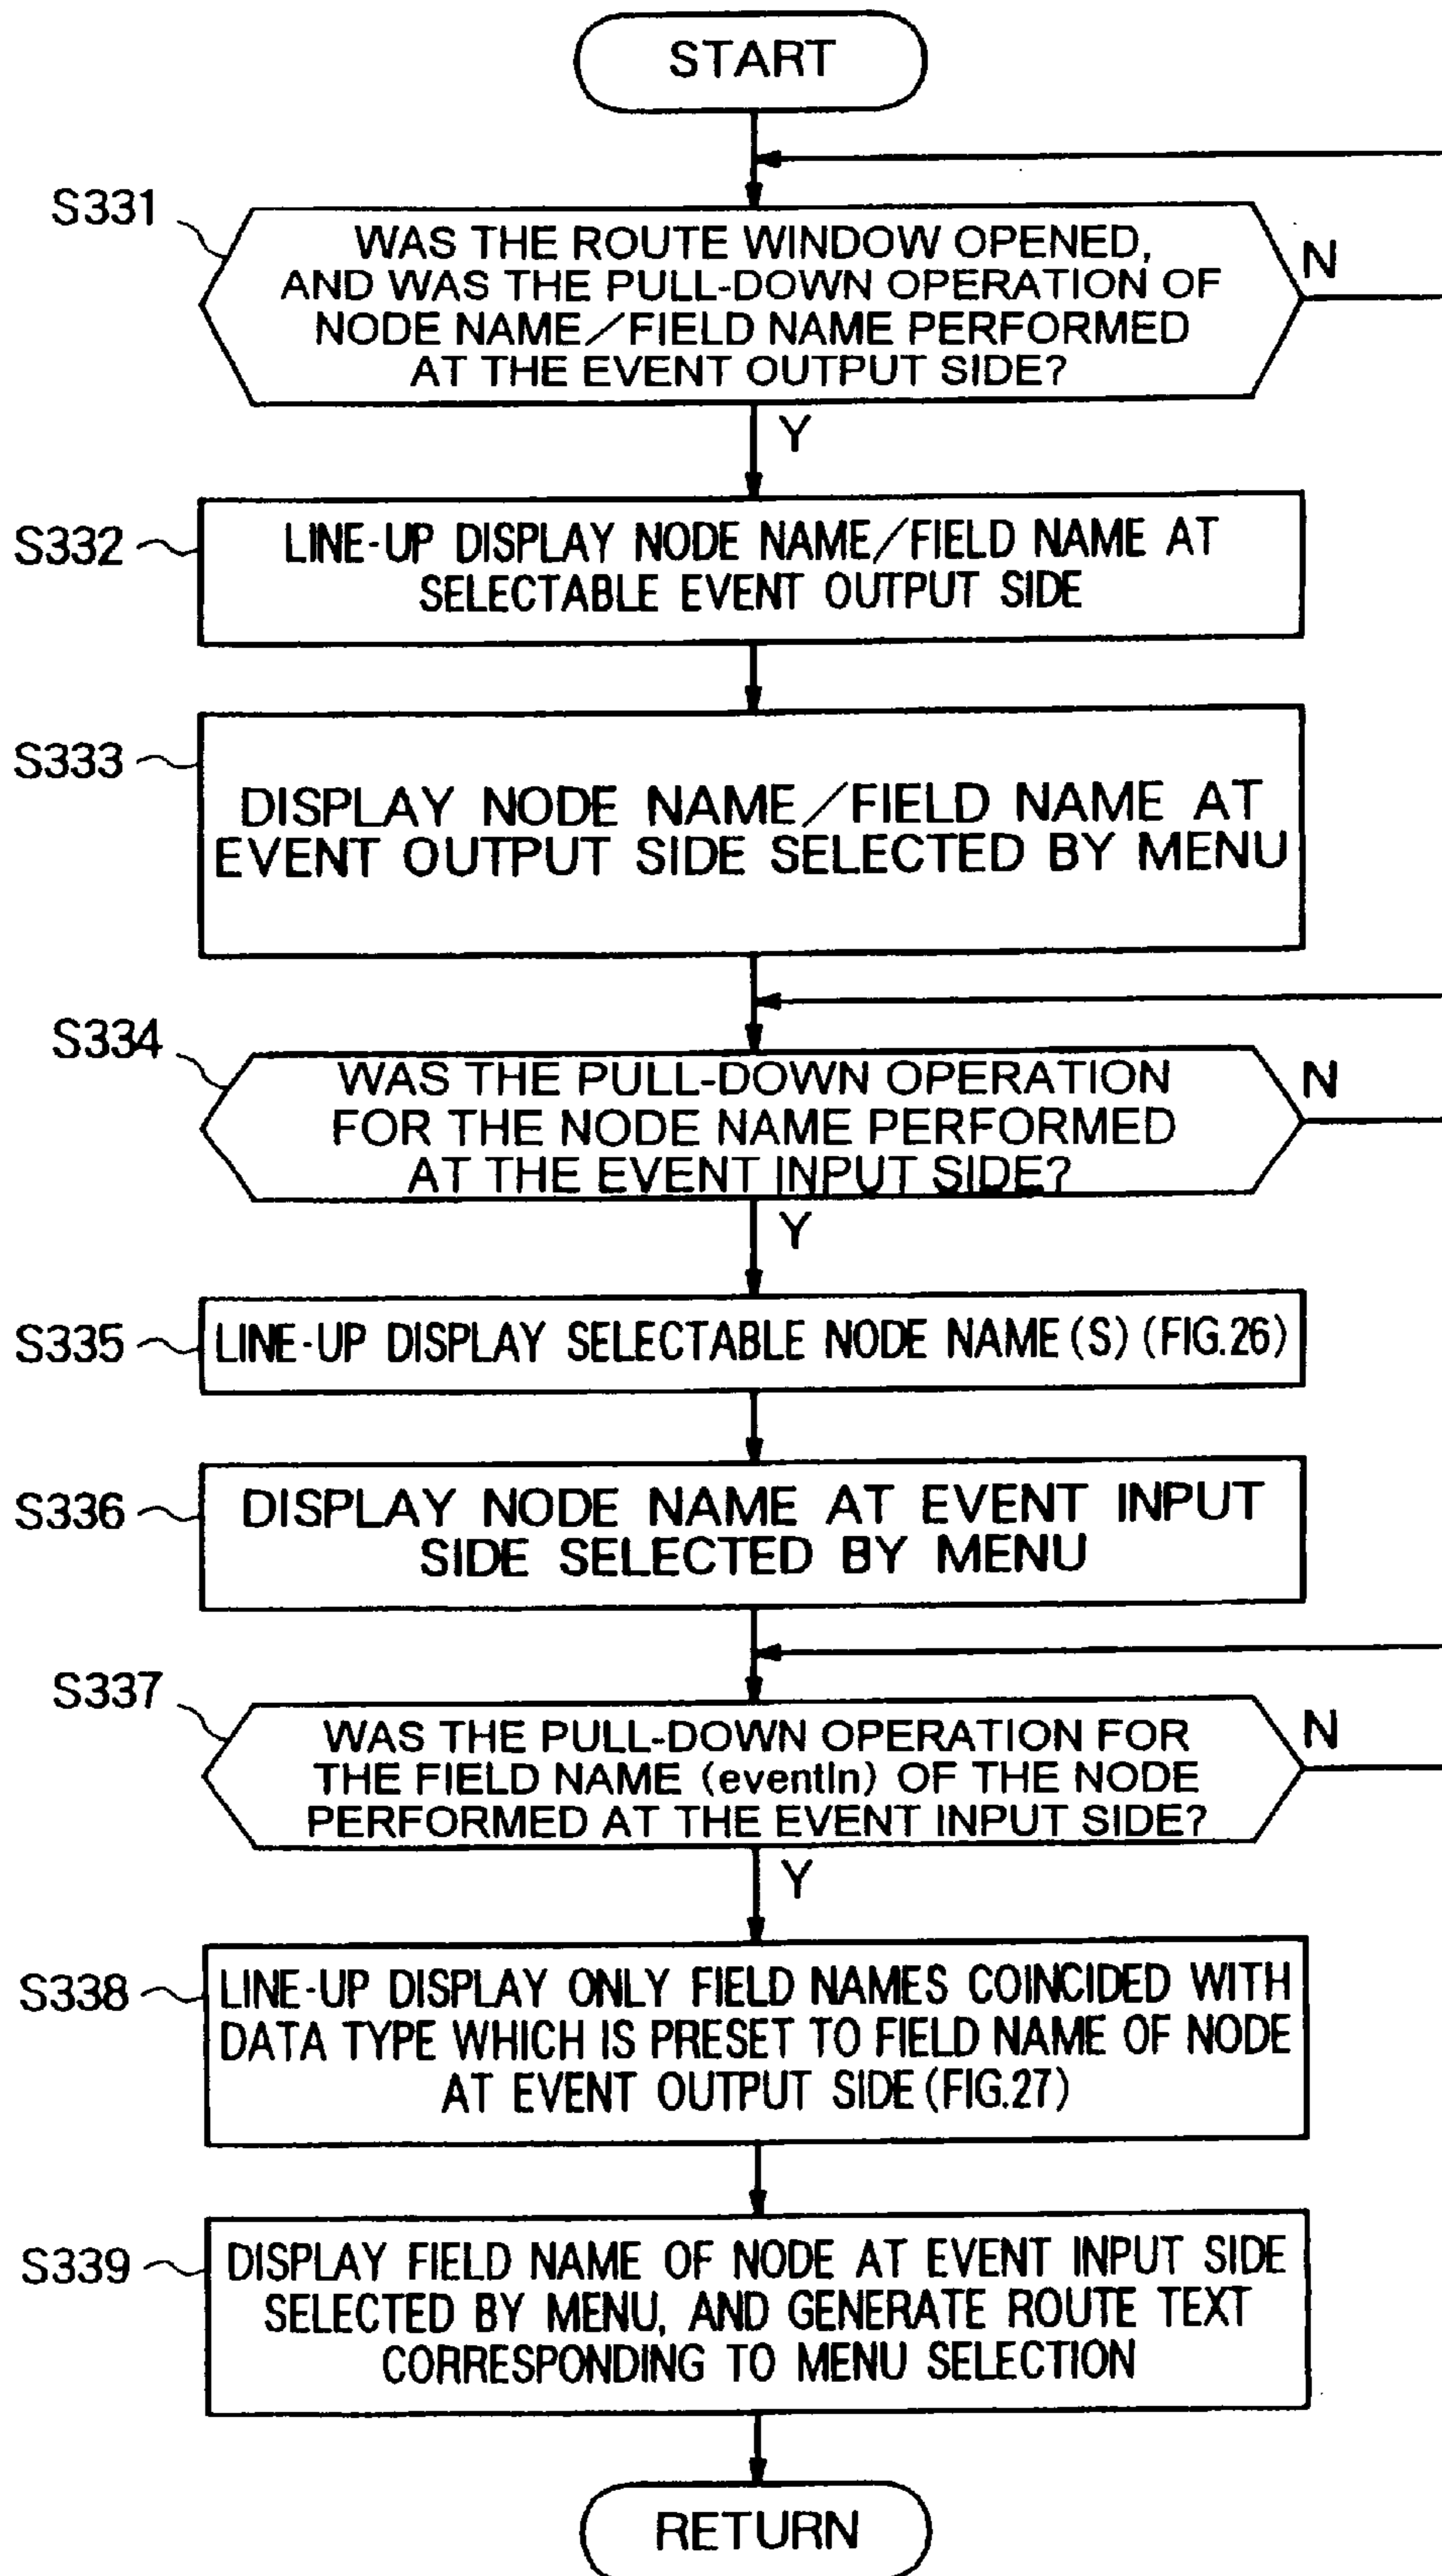 START
S331
WAS THE ROUTE WINDOW OPENED,
AND WAS THE PULL-DOWN OPERATION OF
NODE NAME/FIELD NAME PERFORMED
AT THE EVENT OUTPUT SIDE?
N
Y
S332
LINE-UP DISPLAY NODE NAME/FIELD NAME AT
SELECTABLE EVENT OUTPUT SIDE
S333
DISPLAY NODE NAME/FIELD NAME AT
EVENT OUTPUT SIDE SELECTED BY MENU
S334
WAS THE PULL-DOWN OPERATION
FOR THE NODE NAME PERFORMED
AT THE EVENT INPUT SIDE?
N
Y
S335
LINE-UP DISPLAY SELECTABLE NODE NAME(S) (FIG.26)
S336
DISPLAY NODE NAME AT EVENT INPUT
SIDE SELECTED BY MENU
S337
WAS THE PULL-DOWN OPERATION FOR
THE FIELD NAME (eventIn) OF THE NODE
PERFORMED AT THE EVENT INPUT SIDE?
N
Y
S338
LINE-UP DISPLAY ONLY FIELD NAMES COINCIDED WITH
DATA TYPE WHICH IS PRESET TO FIELD NAME OF NODE
AT EVENT OUTPUT SIDE (FIG.27)
S339
DISPLAY FIELD NAME OF NODE AT EVENT INPUT SIDE
SELECTED BY MENU, AND GENERATE ROUTE TEXT
CORRESPONDING TO MENU SELECTION
RETURN